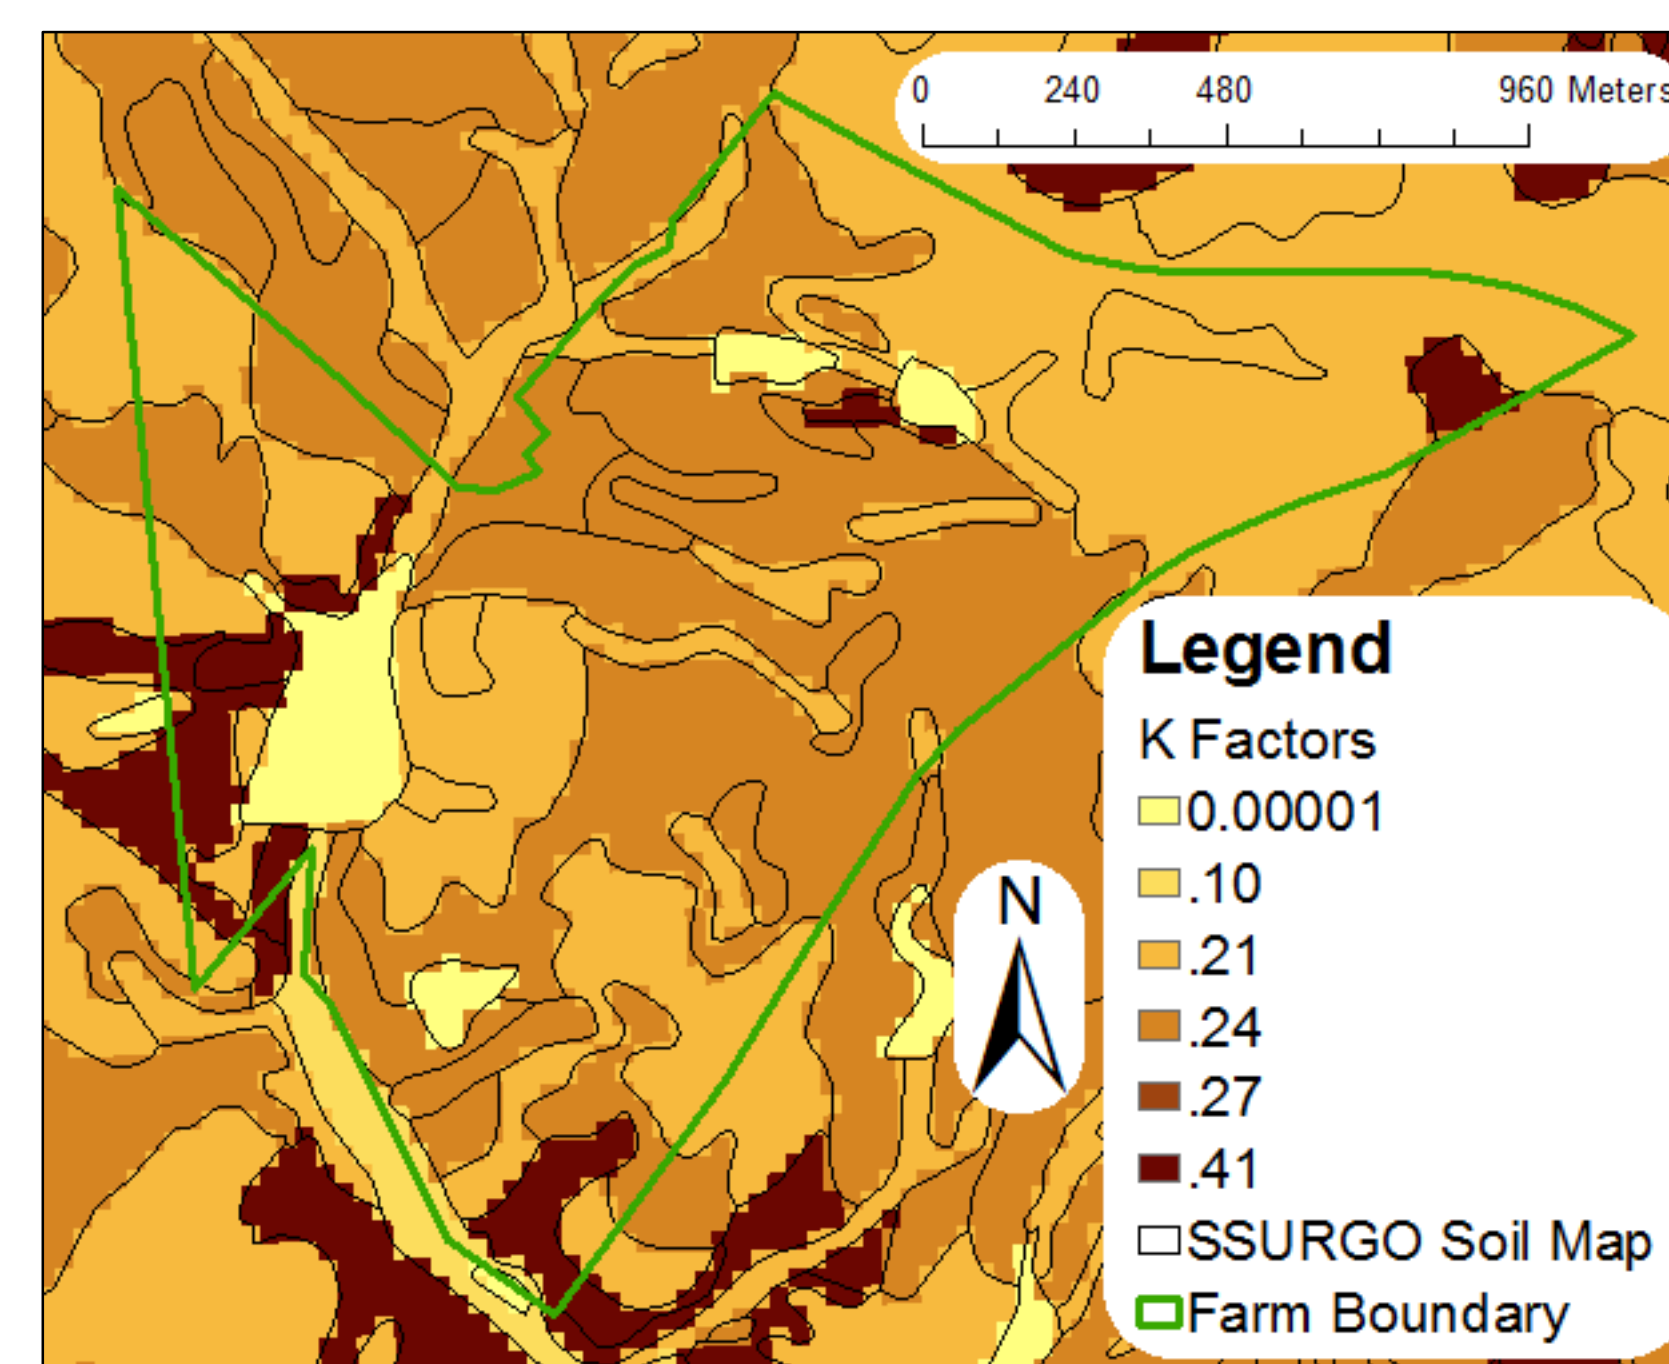 0 240 480 960 Meters
N
Legend
K Factors
0.00001
.10
.21
.24
.27
.41
SSURGO Soil Map
Farm Boundary